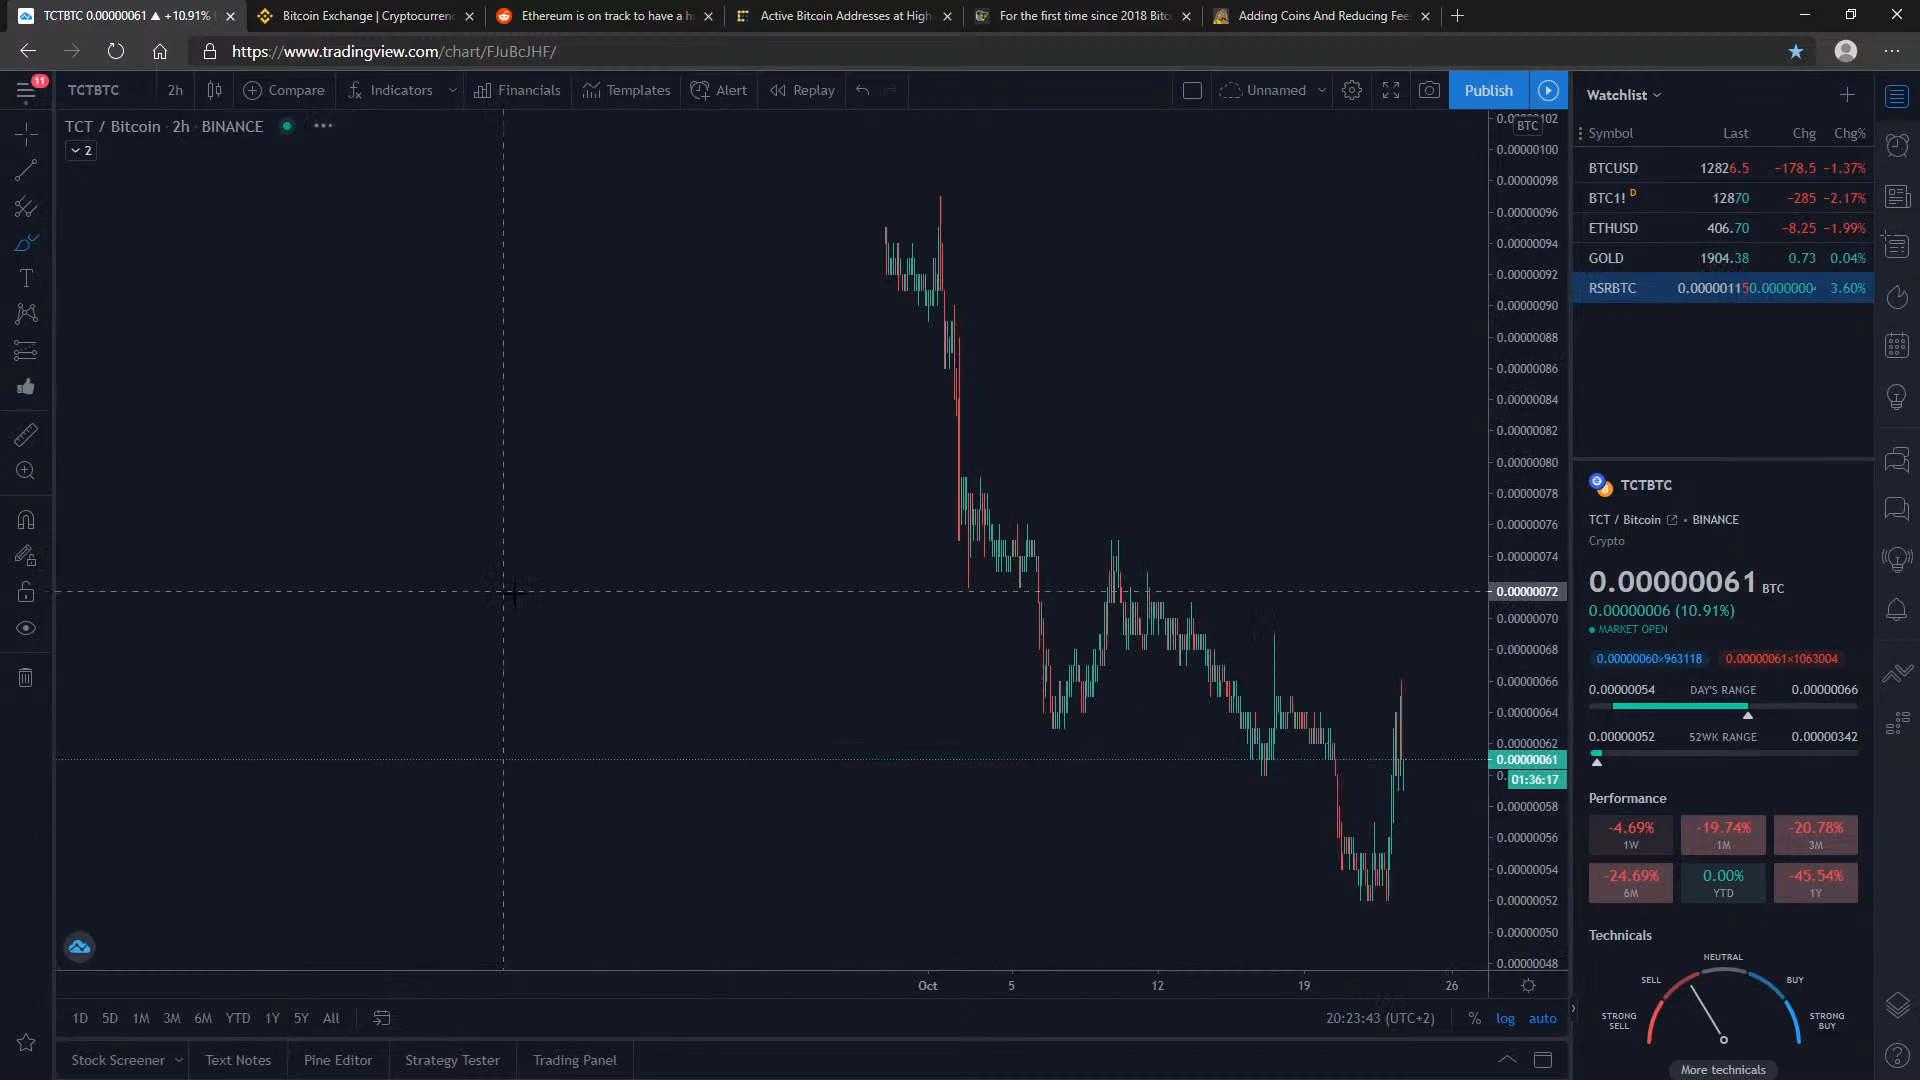 TCTBTC 0.00000061 ▲ +10.91%
Bitcoin Exchange | Cryptocurrenc
Ethereum is on track to have a h
Active Bitcoin Addresses at High
For the first time since 2018 Bitc
Adding Coins And Reducing Fee
https://www.tradingview.com/chart/FJuBcJHF/
11
TCTBTC
2h
Compare
Indicators
Financials
Templates
Alert
Replay
Unnamed
Publish
TCT / Bitcoin · 2h · BINANCE
2
BTC
0.00000100
0.00000098
0.00000096
0.00000094
0.00000092
0.00000090
0.00000088
0.00000086
0.00000084
0.00000082
0.00000080
0.00000078
0.00000076
0.00000074
0.00000072
0.00000070
0.00000068
0.00000066
0.00000064
0.00000062
0.00000061
01:36:17
0.00000058
0.00000056
0.00000054
0.00000052
0.00000050
0.00000048
Oct 5 12 19 26
1D 5D 1M 3M 6M YTD 1Y 5Y All
20:23:43 (UTC+2) % log auto
Stock Screener
Text Notes
Pine Editor
Strategy Tester
Trading Panel
Watchlist
Symbol Last Chg Chg%
BTCUSD 12826.5 −178.5 −1.37%
BTC1! D 12870 −285 −2.17%
ETHUSD 406.70 −8.25 −1.99%
GOLD 1904.38 0.73 0.04%
RSRBTC 0.00000115 0.0000000 3.60%
TCTBTC
TCT / Bitcoin • BINANCE
Crypto
0.00000061 BTC
0.00000006 (10.91%)
MARKET OPEN
0.00000060×963118 0.00000061×1063004
0.00000054 DAY'S RANGE 0.00000066
0.00000052 52WK RANGE 0.00000342
Performance
-4.69% -19.74% -20.78%
1W 1M 3M
-24.69% 0.00% -45.54%
6M YTD 1Y
Technicals
NEUTRAL
SELL BUY
STRONG SELL
STRONG BUY
More technicals